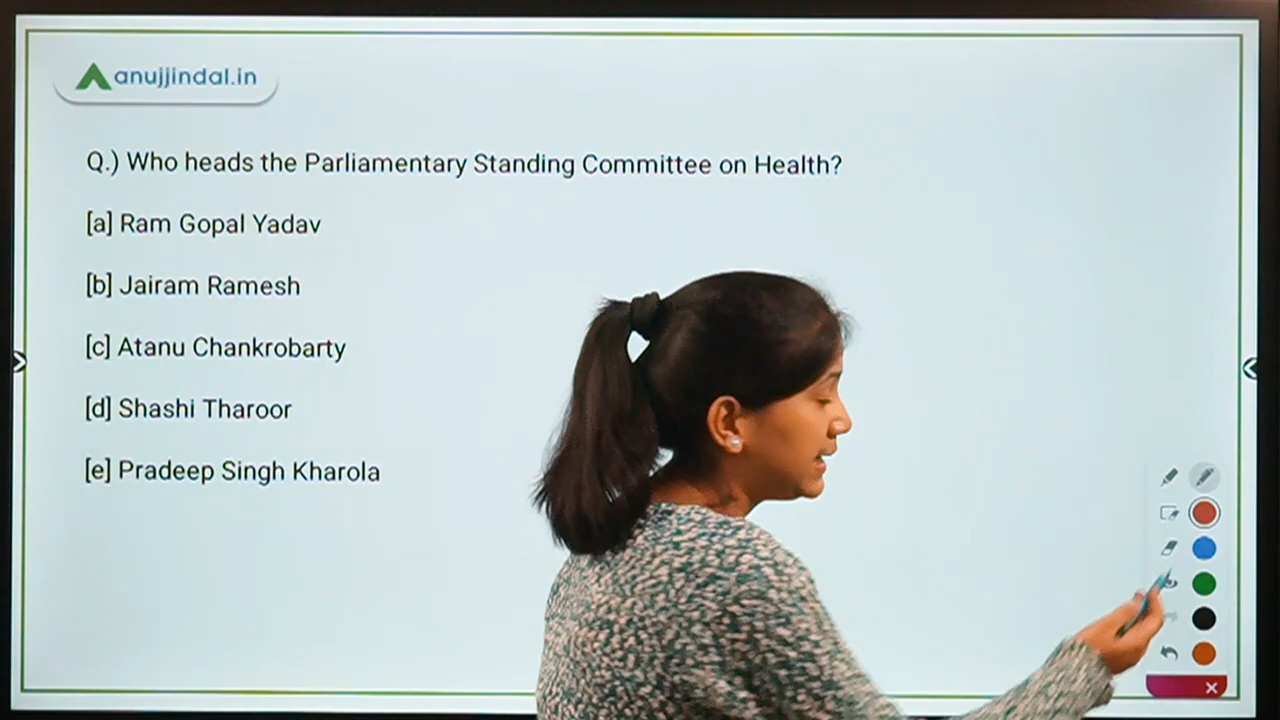 anujjindal.in
Q.) Who heads the Parliamentary Standing Committee on Health?
[a] Ram Gopal Yadav
[b] Jairam Ramesh
[c] Atanu Chankrobarty
[d] Shashi Tharoor
[e] Pradeep Singh Kharola